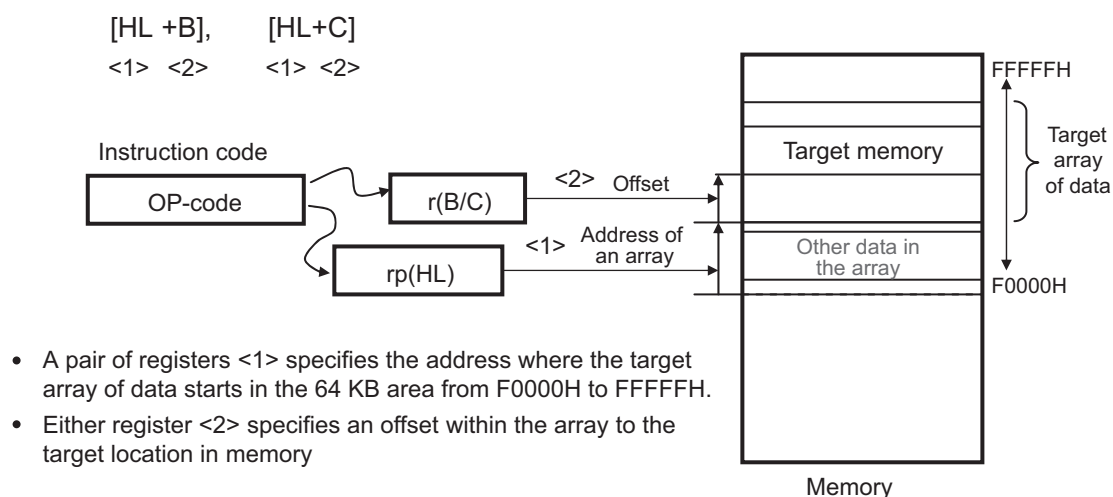 [HL +B], [HL+C]
<1> <2> <1> <2>
FFFFFH
Target memory
Target
array
of data
Instruction code
OP-code
r(B/C)
<2> Offset
rp(HL)
<1> Address of
an array
Other data in
the array
F0000H
• A pair of registers <1> specifies the address where the target
array of data starts in the 64 KB area from F0000H to FFFFFH.
• Either register <2> specifies an offset within the array to the
target location in memory
Memory